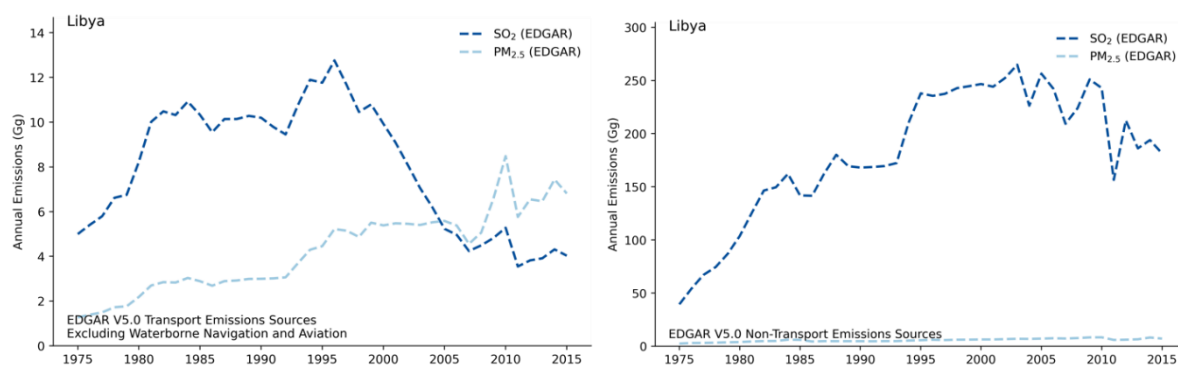 Libya
SO₂ (EDGAR)
PM₂.₅ (EDGAR)
Annual Emissions (Gg)
14
12
10
8
6
4
2
0
EDGAR V5.0 Transport Emissions Sources
Excluding Waterborne Navigation and Aviation
1975 1980 1985 1990 1995 2000 2005 2010 2015
Libya
SO₂ (EDGAR)
PM₂.₅ (EDGAR)
Annual Emissions (Gg)
300
250
200
150
100
50
0
EDGAR V5.0 Non-Transport Emissions Sources
1975 1980 1985 1990 1995 2000 2005 2010 2015